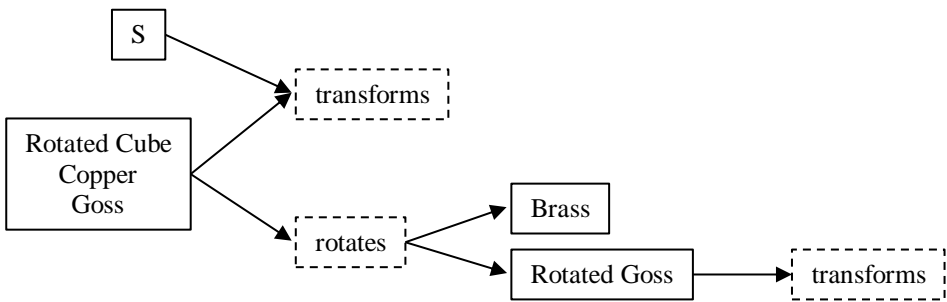 S
transforms
Rotated Cube
Copper
Goss
rotates
Brass
Rotated Goss
transforms